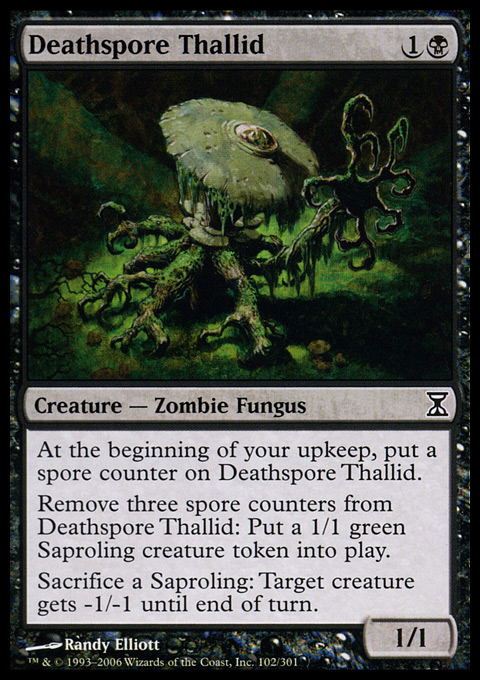 Deathspore Thallid 1
Creature — Zombie Fungus
At the beginning of your upkeep, put a
spore counter on Deathspore Thallid.
Remove three spore counters from
Deathspore Thallid: Put a 1/1 green
Saproling creature token into play.
Sacrifice a Saproling: Target creature
gets -1/-1 until end of turn.
Randy Elliott
1/1
™ & © 1993–2006 Wizards of the Coast, Inc. 102/301